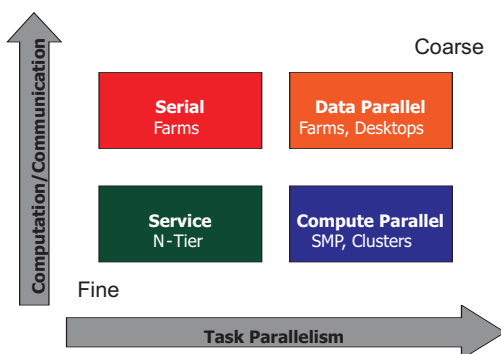 Coarse
Computation/Communication
Serial
Farms
Data Parallel
Farms, Desktops
Service
N-Tier
Compute Parallel
SMP, Clusters
Fine
Task Parallelism